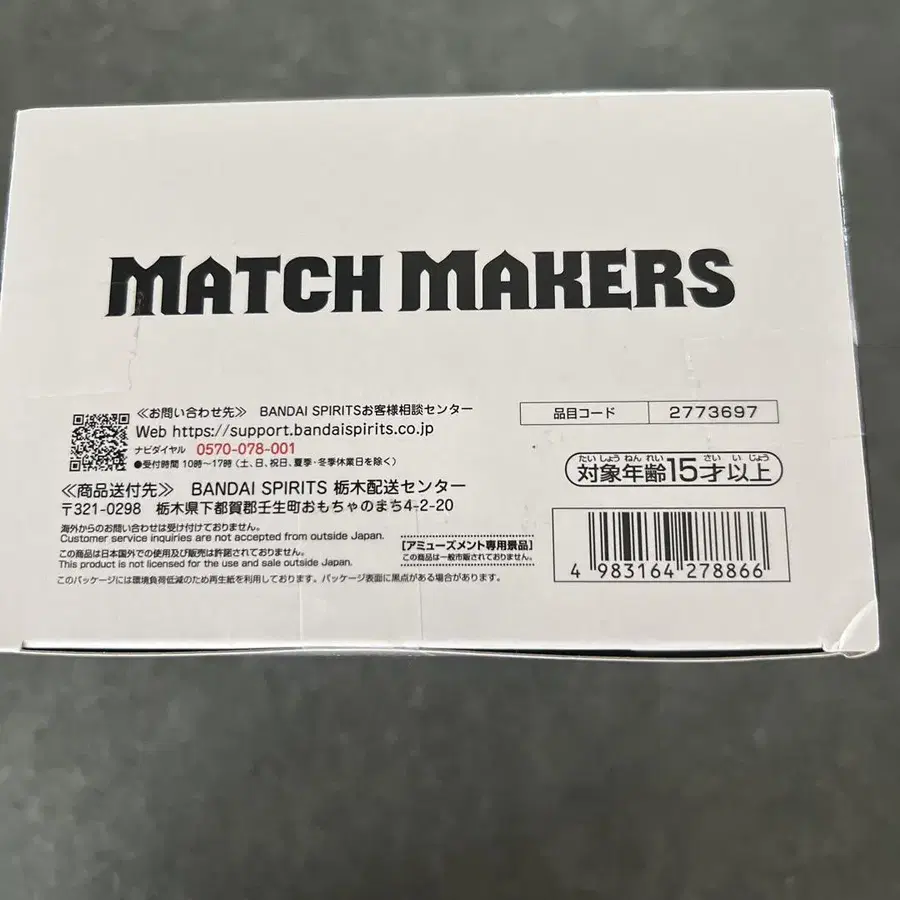 MATCH MAKERS
≪お問い合わせ先≫ BANDAI SPIRITSお客様相談センター
Web https://support.bandaispirits.co.jp
ナビダイヤル 0570-078-001
●受付時間 10時〜17時(土、日、祝日、夏季・冬季休業日を除く)
≪商品送付先≫ BANDAI SPIRITS 栃木配送センター
〒321-0298 栃木県下都賀郡壬生町おもちゃのまち4-2-20
海外からのお問い合わせは受け付けておりません。
Customer service inquiries are not accepted from outside Japan.
この商品は日本国外での使用及び販売は許諾されておりません。
This product is not licensed for the use and sale outside Japan.
このパッケージには環境負荷低減のため再生紙を利用しております。パッケージ表面に黒点がある場合があります。
[アミューズメント専用景品]
この商品は一般市販されておりません。
品目コード 2773697
たいしょうねんれい さいいじょう
対象年齢15才以上
4 983164 278866